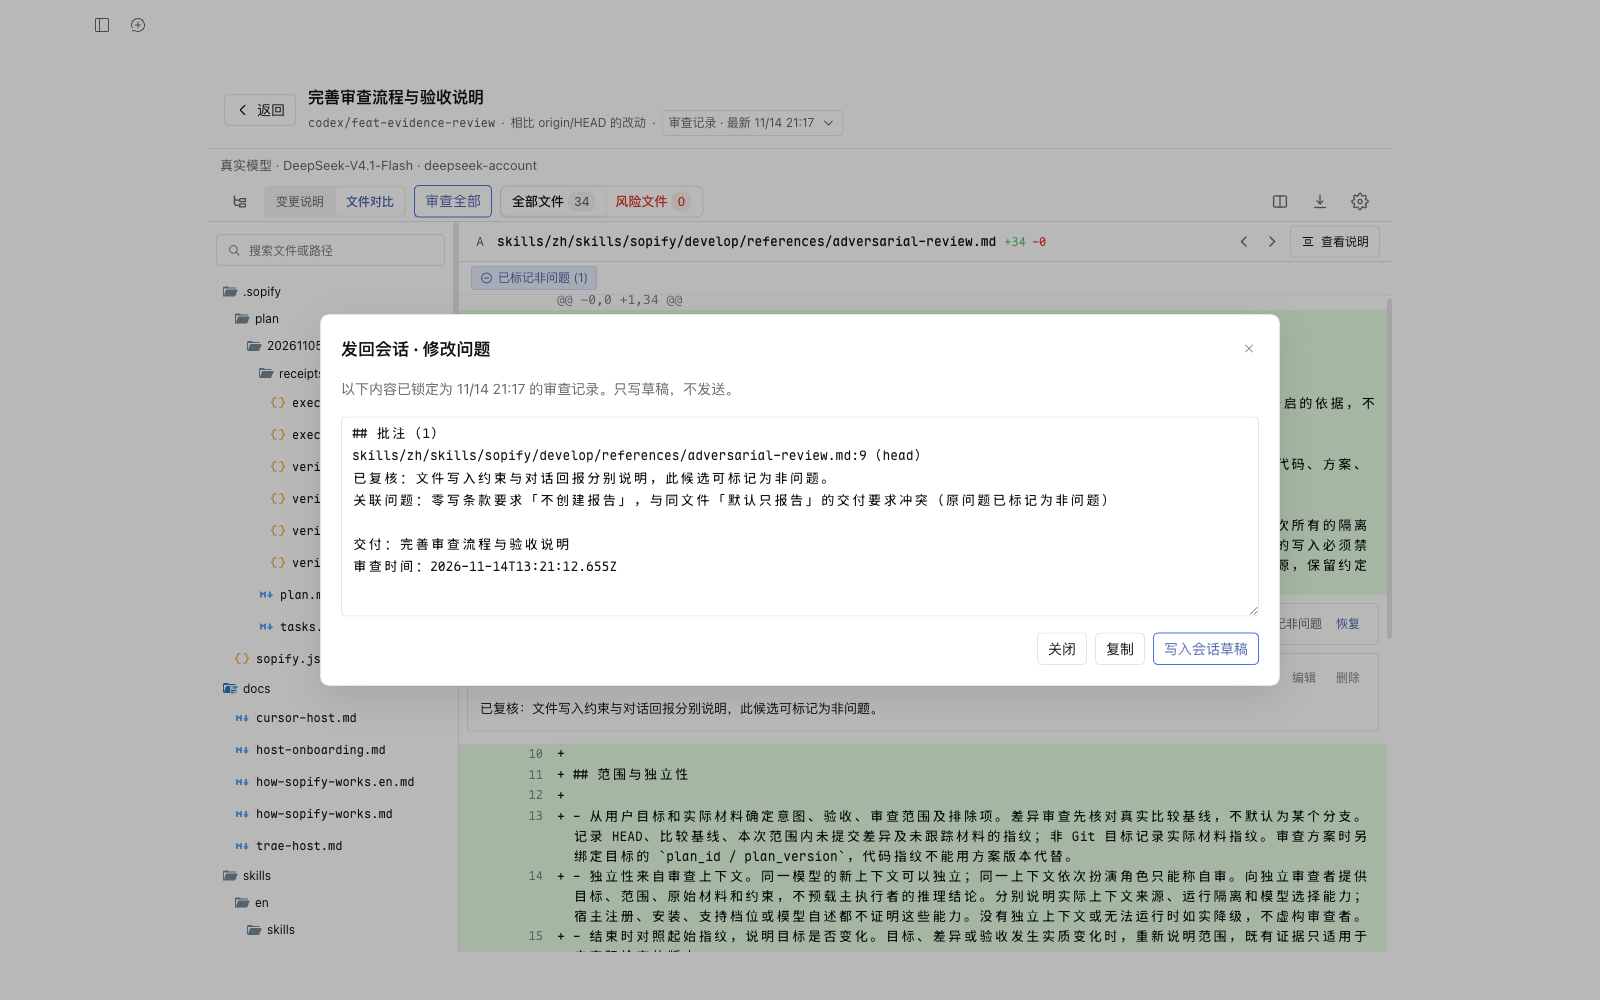 返回
完善审查流程与验收说明
codex/feat-evidence-review · 相比 origin/HEAD 的改动 · 审查记录 · 最新 11/14 21:17
真实模型 · DeepSeek-V4.1-Flash · deepseek-account
变更说明 文件对比 审查全部 全部文件 34 风险文件 0
搜索文件或路径
A skills/zh/skills/sopify/develop/references/adversarial-review.md +34 -0
查看说明
已标记非问题 (1)
@@ -0,0 +1,34 @@
.sopify
plan
20261105
receipts
exec
exec
veri
veri
veri
veri
plan.m
tasks.
sopify.js
docs
cursor-host.md
host-onboarding.md
how-sopify-works.en.md
how-sopify-works.md
trae-host.md
skills
en
skills
启的依据，不
代码、方案、
次所有的隔离
的写入必须禁
源，保留约定
发回会话 · 修改问题
以下内容已锁定为 11/14 21:17 的审查记录。只写草稿，不发送。
## 批注 (1)
skills/zh/skills/sopify/develop/references/adversarial-review.md:9 (head)
已复核：文件写入约束与对话回报分别说明，此候选可标记为非问题。
关联问题：零写条款要求「不创建报告」，与同文件「默认只报告」的交付要求冲突（原问题已标记为非问题）
交付：完善审查流程与验收说明
审查时间：2026-11-14T13:21:12.655Z
关闭 复制 写入会话草稿
记非问题 恢复
编辑 删除
已复核：文件写入约束与对话回报分别说明，此候选可标记为非问题。
10 +
11 + ## 范围与独立性
12 +
13 + - 从用户目标和实际材料确定意图、验收、审查范围及排除项。差异审查先核对真实比较基线，不默认为某个分支。
记录 HEAD、比较基线、本次范围内未提交差异及未跟踪材料的指纹；非 Git 目标记录实际材料指纹。审查方案时另
绑定目标的 `plan_id / plan_version`，代码指纹不能用方案版本代替。
14 + - 独立性来自审查上下文。同一模型的新上下文可以独立；同一上下文依次扮演角色只能称自审。向独立审查者提供
目标、范围、原始材料和约束，不预载主执行者的推理结论。分别说明实际上下文来源、运行隔离和模型选择能力；
宿主注册、安装、支持档位或模型自述都不证明这些能力。没有独立上下文或无法运行时如实降级，不虚构审查者。
15 + - 结束时对照起始指纹，说明目标是否变化。目标、差异或验收发生实质变化时，重新说明范围，既有证据只适用于